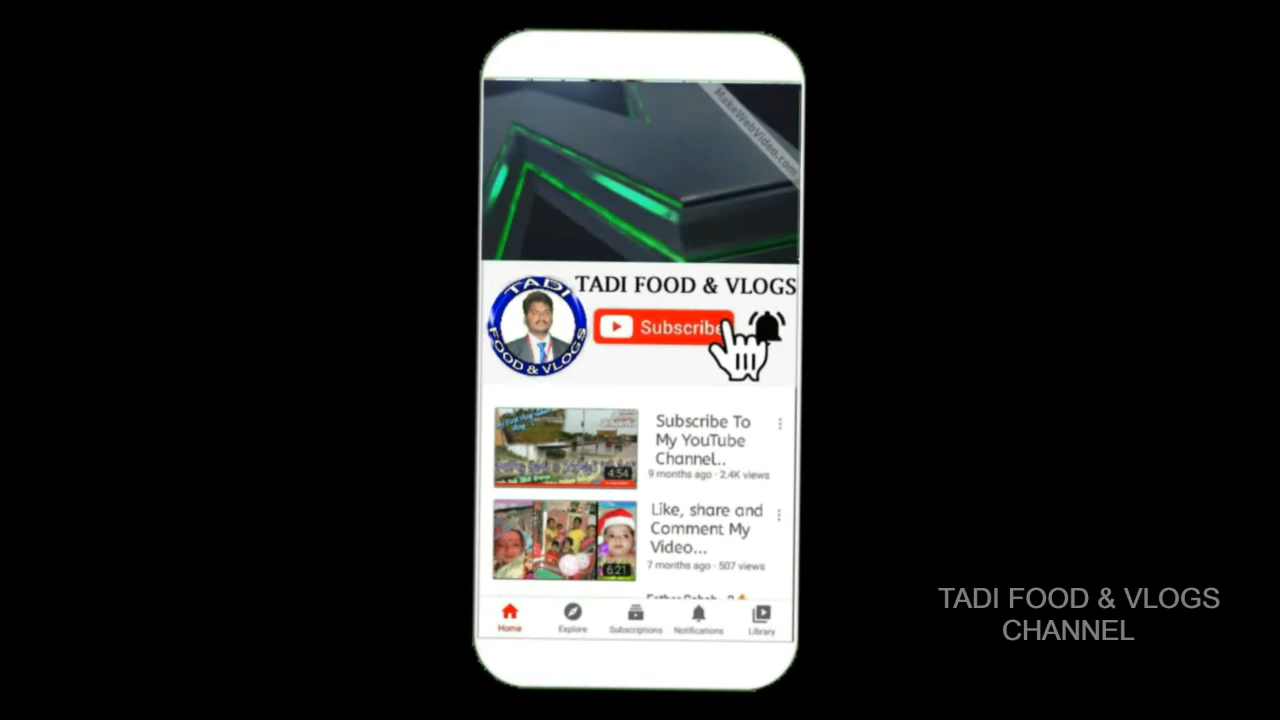 MakeWebVideo.com
TADI FOOD & VLOGS
TADI
FOOD & VLOGS
Subscribe
Subscribe To
My YouTube
Channel..
9 months ago · 2.4K views
4:54
Like, share and
Comment My
Video...
7 months ago · 507 views
6:21
Home
Explore
Subscriptions
Notifications
Library
TADI FOOD & VLOGS
CHANNEL